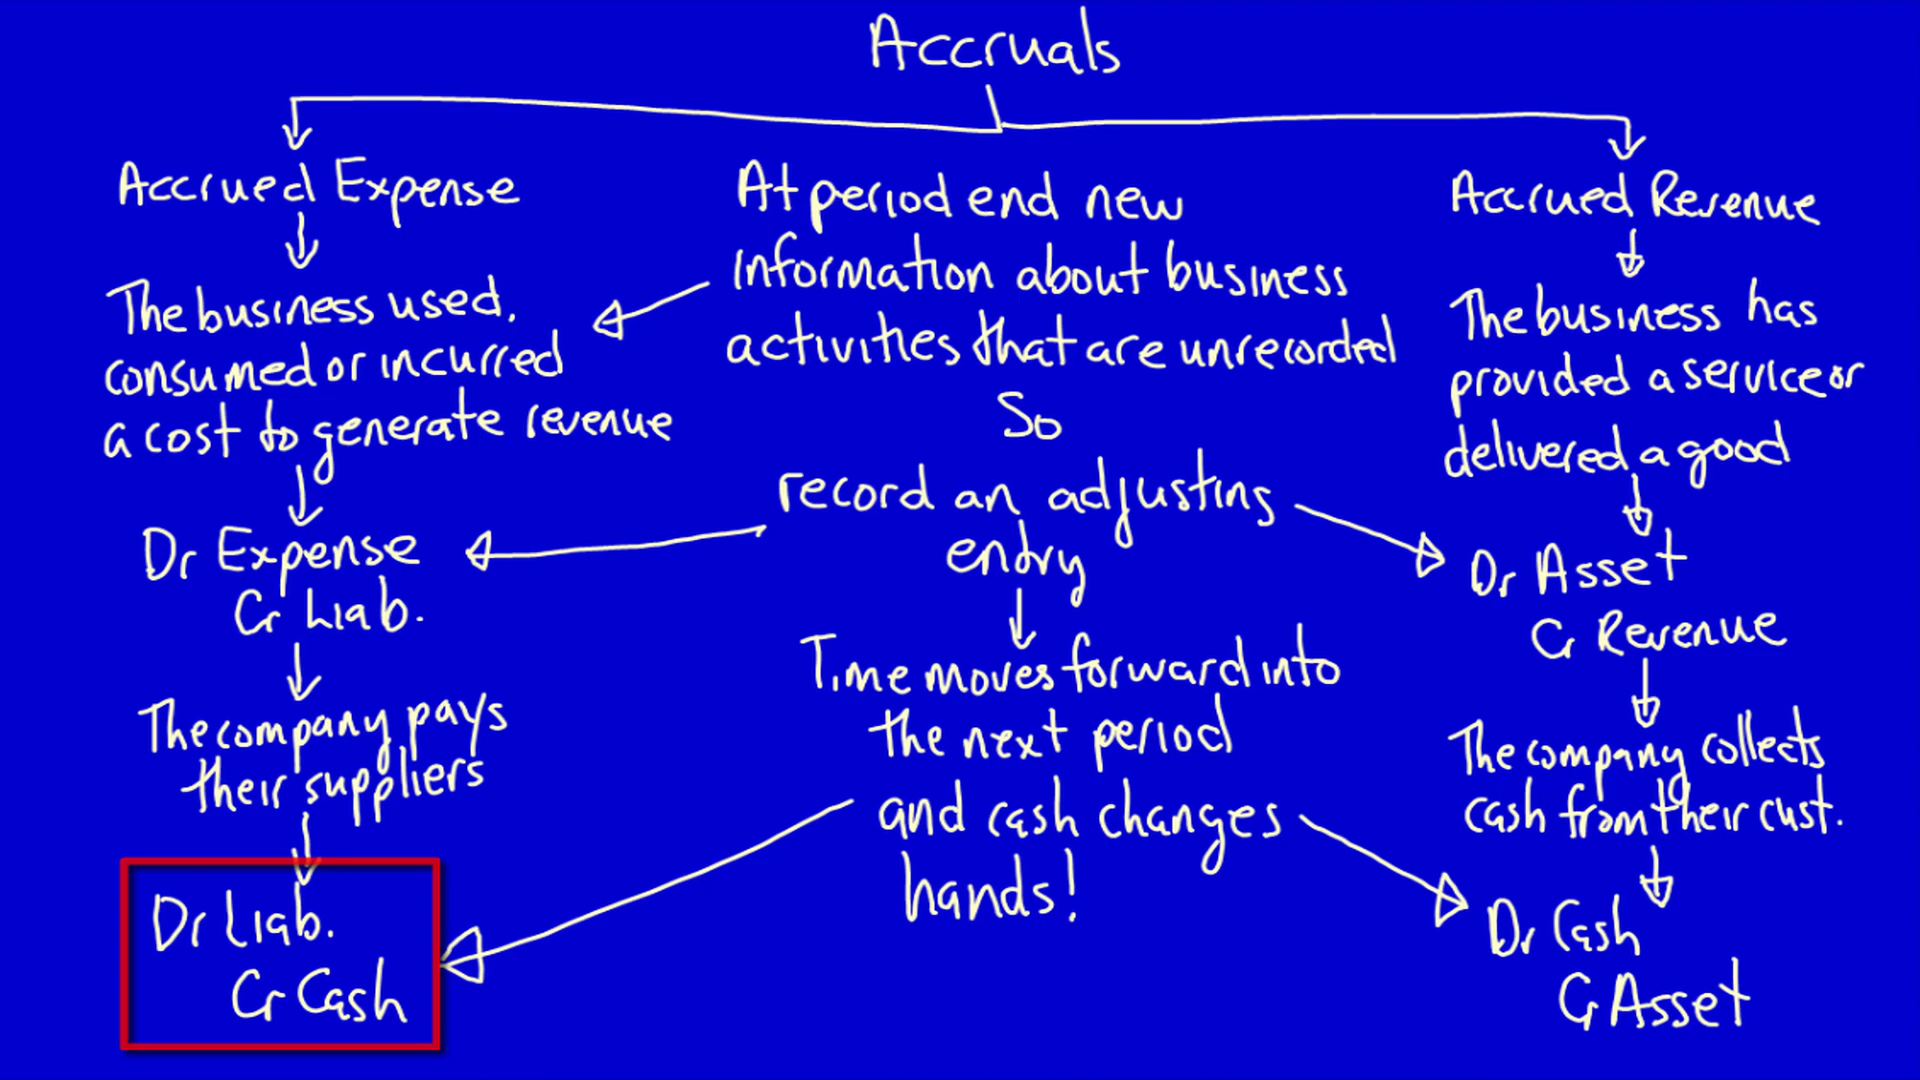 Accruals
Accrued Expense
The business used,
consumed or incurred
a cost to generate revenue
Dr Expense
Cr Liab.
The company pays
their suppliers
Dr Liab.
Cr Cash
At period end new
information about business
activities that are unrecorded
So
record an adjusting
entry
Time moves forward into
the next period
and cash changes
hands!
Accrued Revenue
The business has
provided a service or
delivered a good
Dr Asset
Cr Revenue
The company collects
cash from their cust.
Dr Cash
Cr Asset